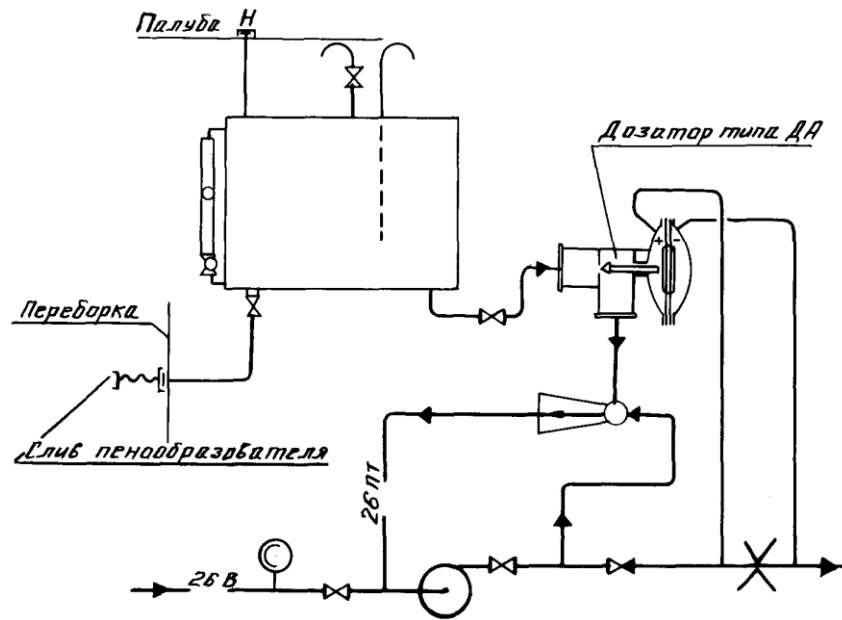 Палуба Н
Дозатор типа ДА
+ -
Переборка
Слив пенообразователя
26 ПТ
26 В